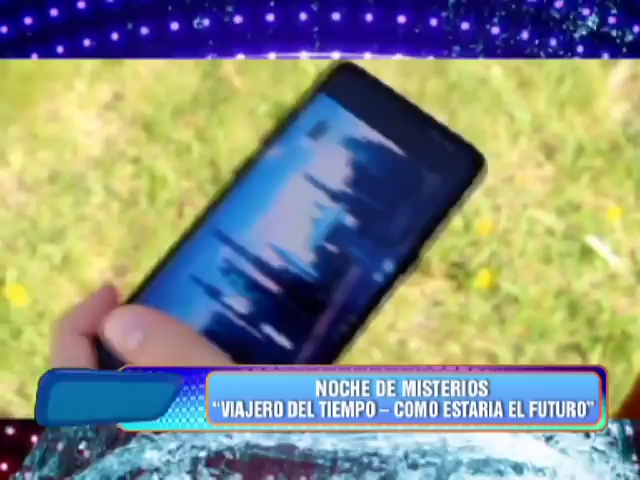 NOCHE DE MISTERIOS
"VIAJERO DEL TIEMPO – COMO ESTARIA EL FUTURO"